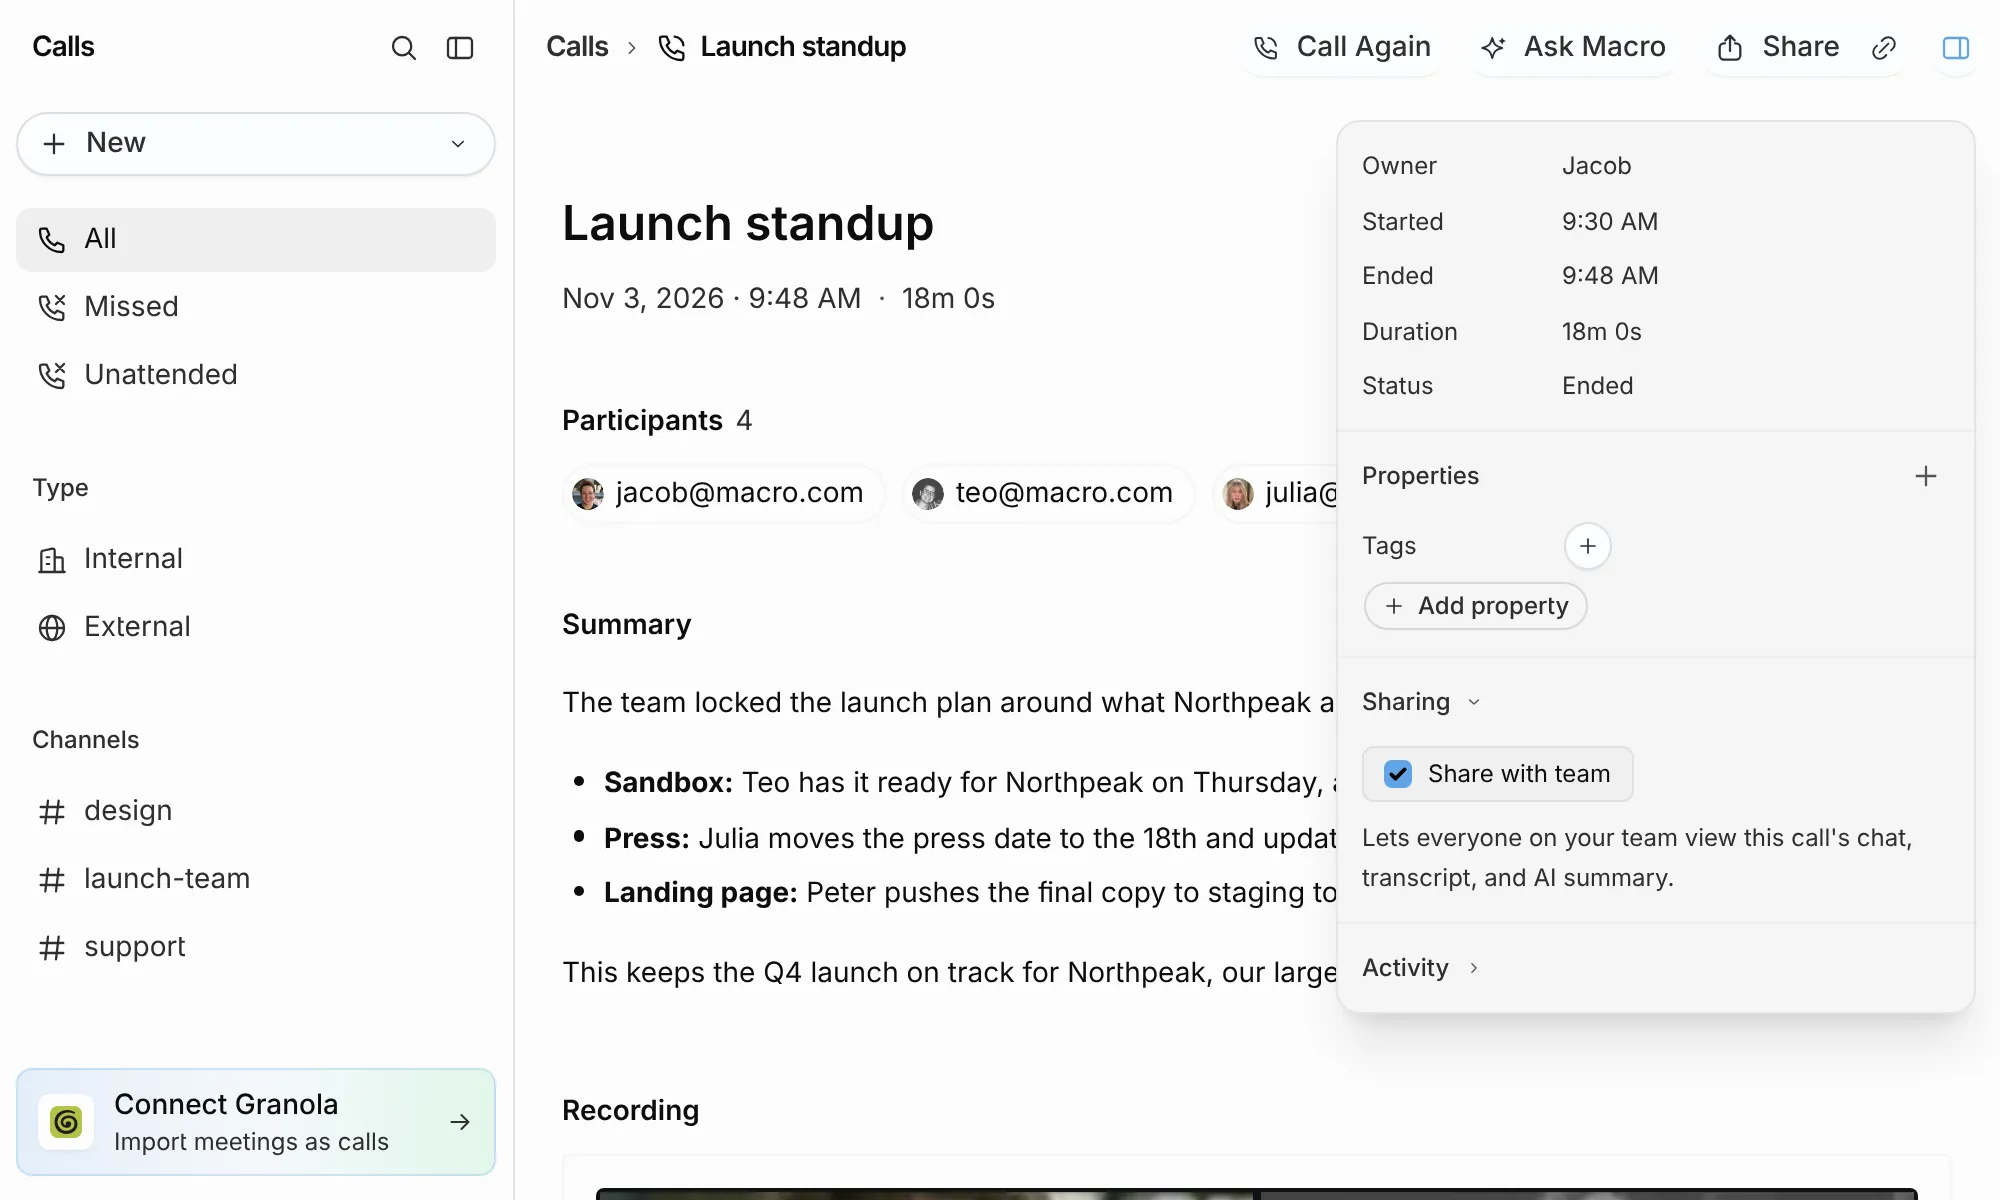 Calls
New
All
Missed
Unattended
Type
Internal
External
Channels
# design
# launch-team
# support
Connect Granola
Import meetings as calls
Calls › Launch standup
Call Again
Ask Macro
Share
Launch standup
Nov 3, 2026 · 9:48 AM · 18m 0s
Participants 4
jacob@macro.com teo@macro.com julia@
Summary
The team locked the launch plan around what Northpeak
• Sandbox: Teo has it ready for Northpeak on Thursday,
• Press: Julia moves the press date to the 18th and
• Landing page: Peter pushes the final copy to staging
This keeps the Q4 launch on track for Northpeak, our
Recording
Owner Jacob
Started 9:30 AM
Ended 9:48 AM
Duration 18m 0s
Status Ended
Properties
Tags
Add property
Sharing
Share with team
Lets everyone on your team view this call's chat,
transcript, and AI summary.
Activity